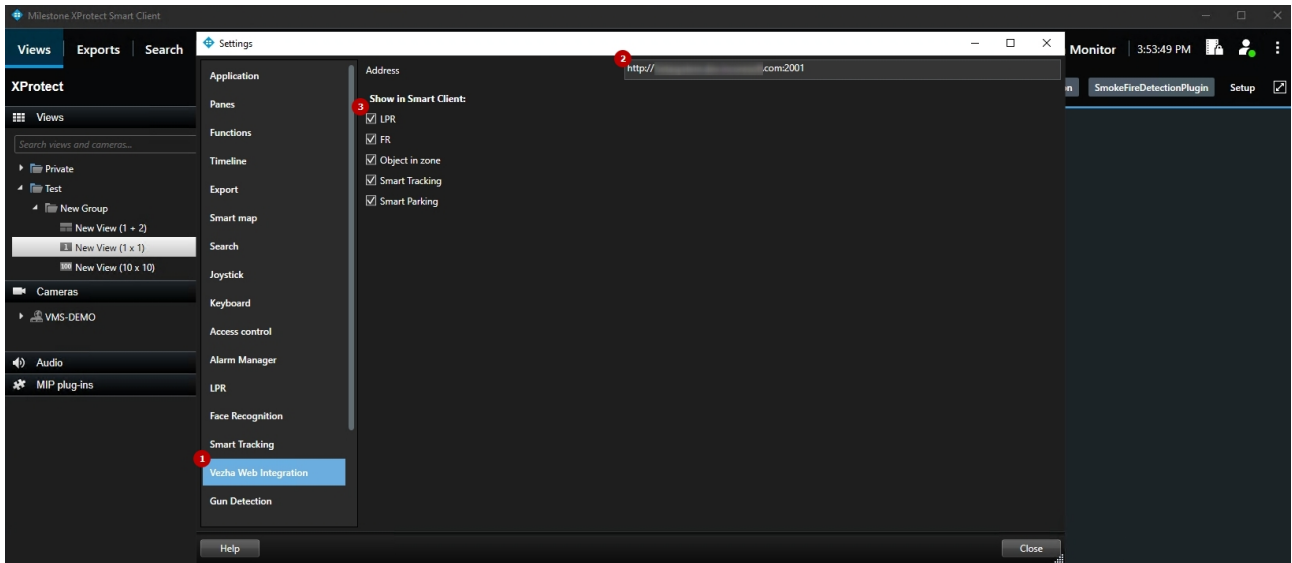 Milestone XProtect Smart Client
Views
Exports
Search
Monitor
3:53:49 PM
XProtect
SmokeFireDetectionPlugin
Setup
Views
Search views and cameras...
Private
Test
New Group
New View (1 + 2)
1 New View (1 x 1)
100 New View (10 x 10)
Cameras
VMS-DEMO
Audio
MIP plug-ins
Settings
Application
Panes
Functions
Timeline
Export
Smart map
Search
Joystick
Keyboard
Access control
Alarm Manager
LPR
Face Recognition
Smart Tracking
1
Vezha Web Integration
Gun Detection
2
Address
http:// .com:2001
Show in Smart Client:
3
LPR
FR
Object in zone
Smart Tracking
Smart Parking
Help
Close